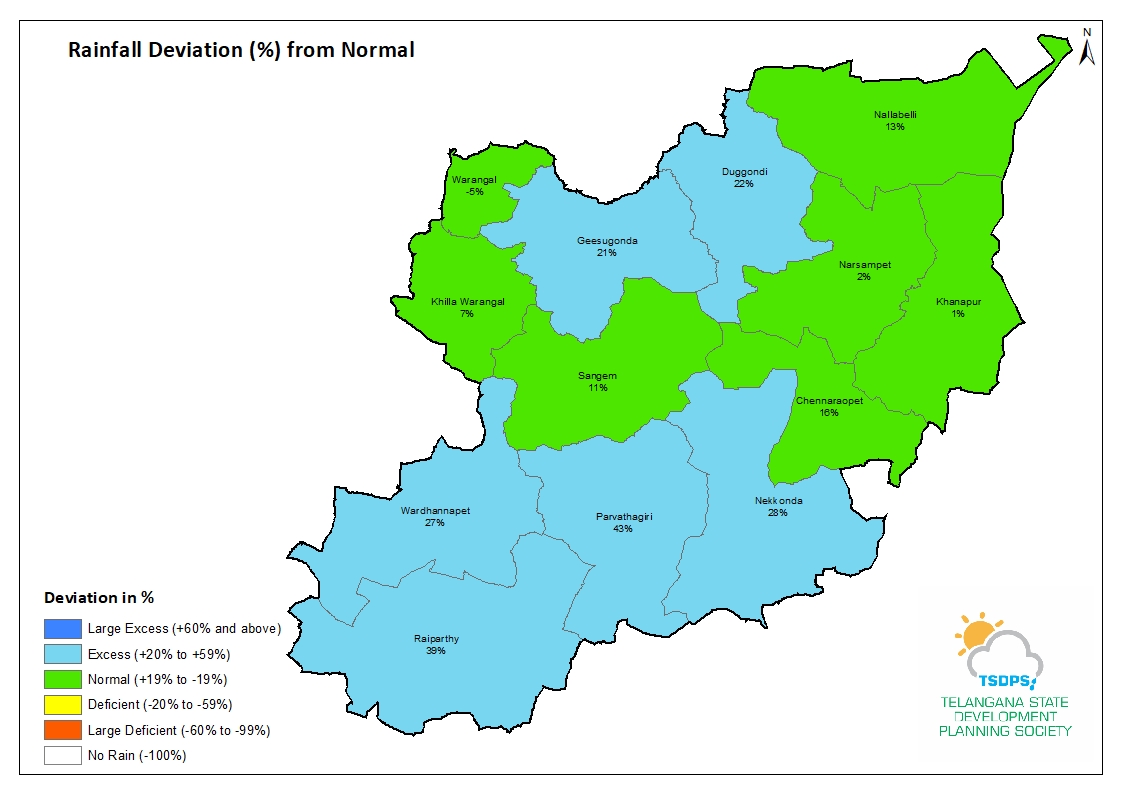 Rainfall Deviation (%) from Normal
N
Nallabelli
13%
Duggondi
22%
Warangal
-5%
Geesugonda
21%
Narsampet
2%
Khilla Warangal
7%
Khanapur
1%
Sangem
11%
Chennaraopet
16%
Nekkonda
28%
Wardhannapet
27%
Parvathagiri
43%
Raiparthy
39%
Deviation in %
Large Excess (+60% and above)
Excess (+20% to +59%)
Normal (+19% to -19%)
Deficient (-20% to -59%)
Large Deficient (-60% to -99%)
No Rain (-100%)
TSDPS
TELANGANA STATE
DEVELOPMENT
PLANNING SOCIETY